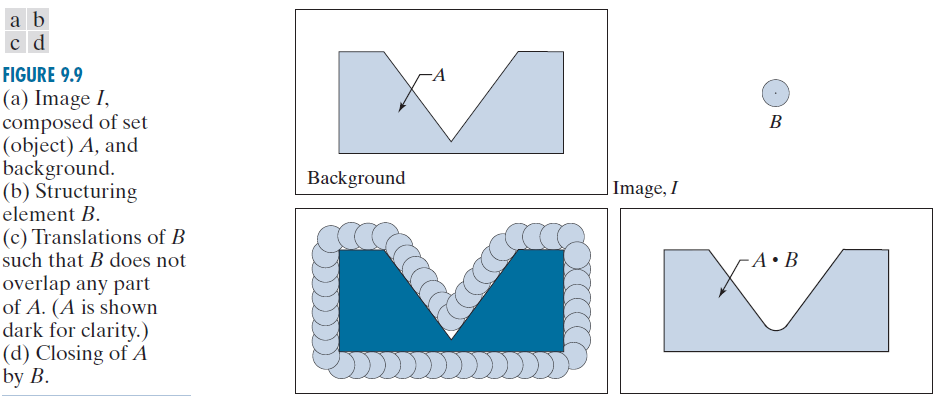 a b
c d
FIGURE 9.9
(a) Image I,
composed of set
(object) A, and
background.
(b) Structuring
element B.
(c) Translations of B
such that B does not
overlap any part
of A. (A is shown
dark for clarity.)
(d) Closing of A
by B.
A
Background
B
Image, I
A • B